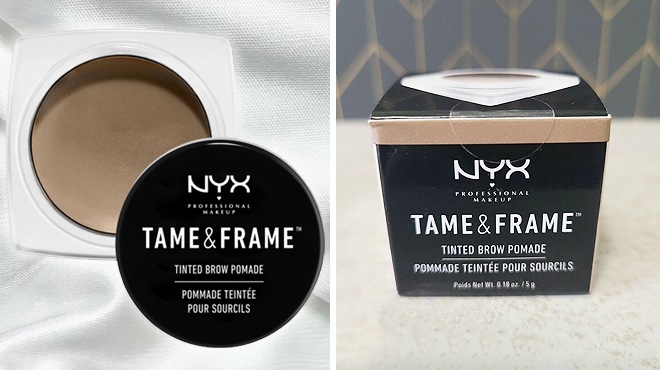 NYX
PROFESSIONAL
MAKEUP
TAME&FRAME™
TINTED BROW POMADE
POMMADE TEINTÉE
POUR SOURCILS
NYX
PROFESSIONAL
MAKEUP
TAME&FRAME™
TINTED BROW POMADE
POMMADE TEINTÉE POUR SOURCILS
Poids Net Wt. 0.18 oz. / 5 g